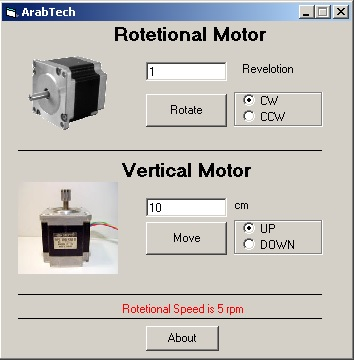 ArabTech
Rotetional Motor
1 Revelotion
Rotate
CW
CCW
Vertical Motor
10 cm
Move
UP
DOWN
Rotetional Speed is 5 rpm
About